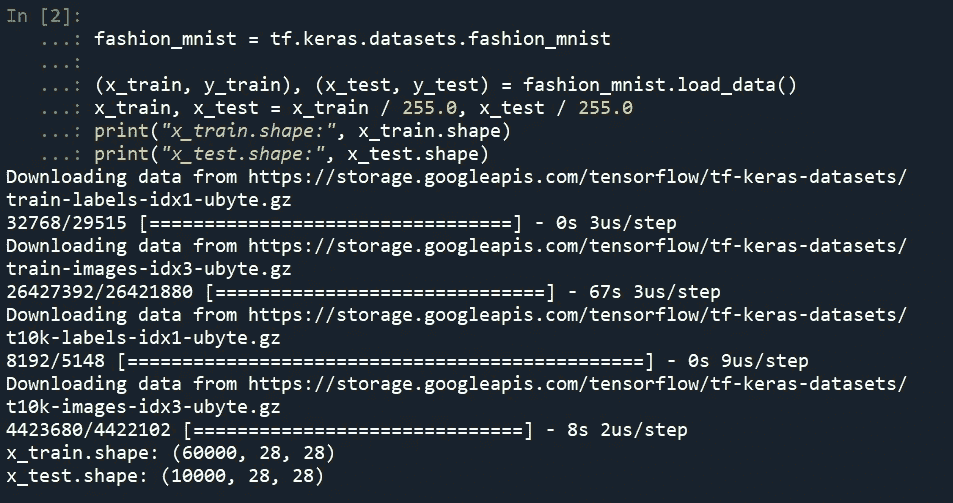 In [2]:
...: fashion_mnist = tf.keras.datasets.fashion_mnist
...:
...: (x_train, y_train), (x_test, y_test) = fashion_mnist.load_data()
...: x_train, x_test = x_train / 255.0, x_test / 255.0
...: print("x_train.shape:", x_train.shape)
...: print("x_test.shape:", x_test.shape)
Downloading data from https://storage.googleapis.com/tensorflow/tf-keras-datasets/
train-labels-idx1-ubyte.gz
32768/29515 [=================================] - 0s 3us/step
Downloading data from https://storage.googleapis.com/tensorflow/tf-keras-datasets/
train-images-idx3-ubyte.gz
26427392/26421880 [==============================] - 67s 3us/step
Downloading data from https://storage.googleapis.com/tensorflow/tf-keras-datasets/
t10k-labels-idx1-ubyte.gz
8192/5148 [===============================================] - 0s 9us/step
Downloading data from https://storage.googleapis.com/tensorflow/tf-keras-datasets/
t10k-images-idx3-ubyte.gz
4423680/4422102 [==============================] - 8s 2us/step
x_train.shape: (60000, 28, 28)
x_test.shape: (10000, 28, 28)